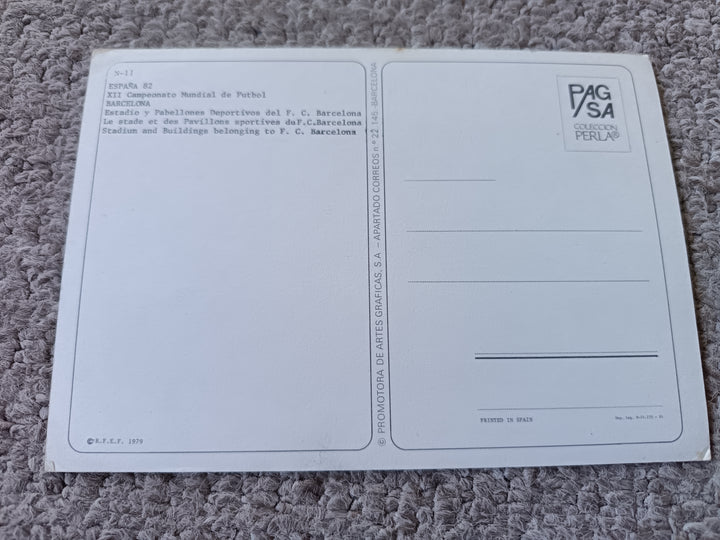 N-11
ESPAÑA 82
XII Campeonato Mundial de Futbol
BARCELONA
Estadio y Pabellones Deportivos del F. C. Barcelona
Le stade et des Pavillons sportives du F.C.Barcelona
Stadium and Buildings belonging to F. C. Barcelona
© R.F.E.F. 1979
© PROMOTORA DE ARTES GRAFICAS, S.A. - APARTADO CORREOS n.º 22.145 - BARCELONA
PAG
SA
COLECCION
PERLA®
PRINTED IN SPAIN
Dep. Leg.